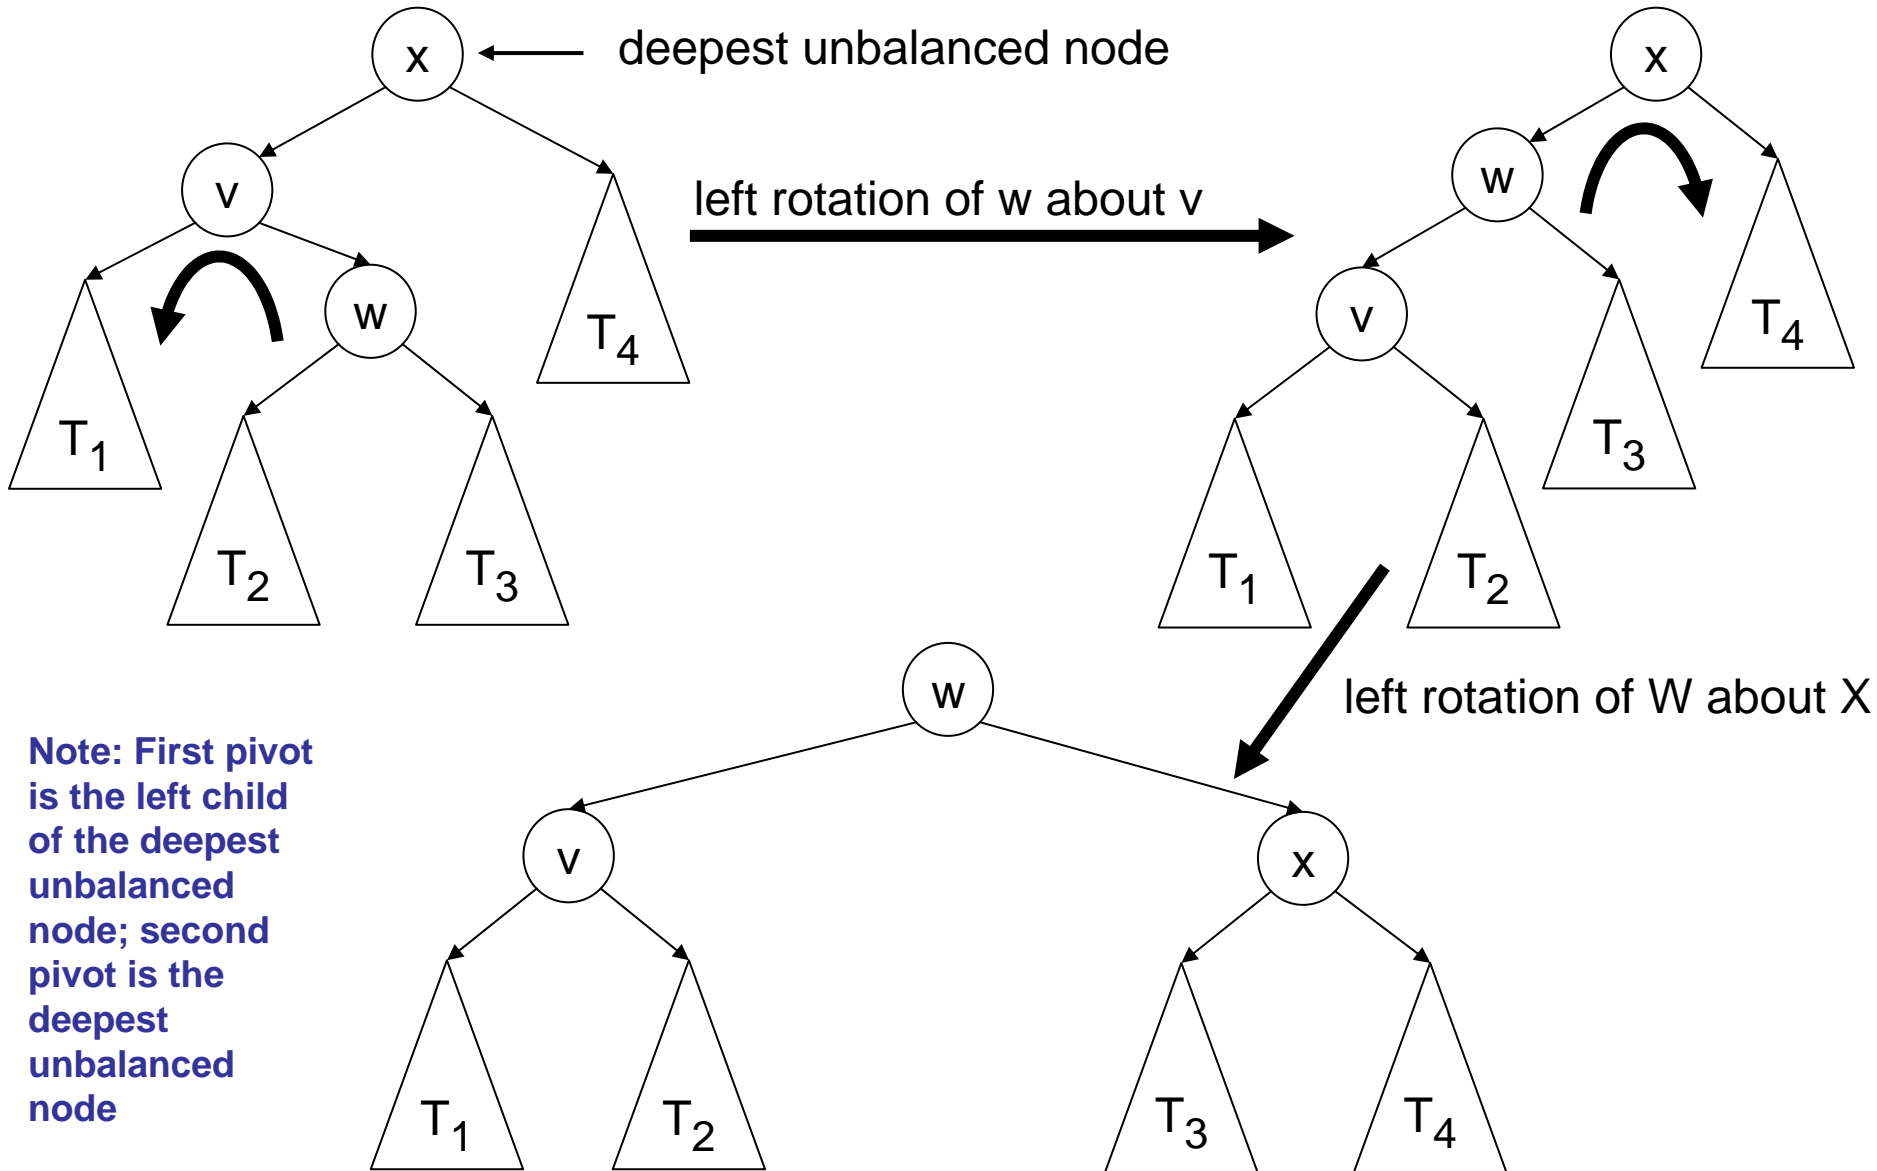 x
deepest unbalanced node
x
v
left rotation of w about v
w
w
T4
v
T4
T1
T3
T2
T3
T1
T2
w
left rotation of W about X
Note: First pivot
is the left child
of the deepest
unbalanced
node; second
pivot is the
deepest
unbalanced
node
v
x
T1
T2
T3
T4